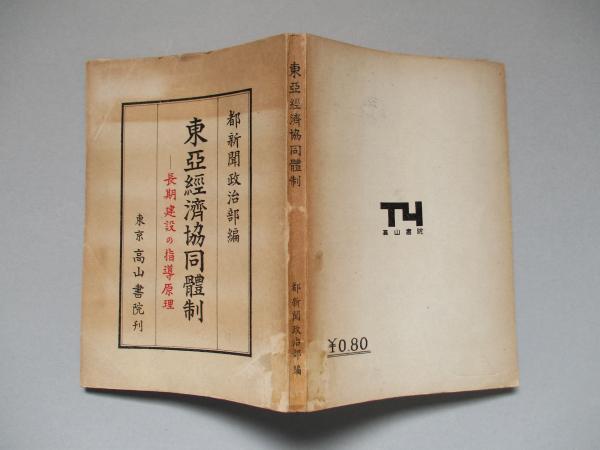 都新聞政治部編
東亞經濟協同體制
―長期建設の指導原理
東京 高山書院刊
東亞經濟協同體制
都新聞政治部編
TY
高山書院
¥0.80